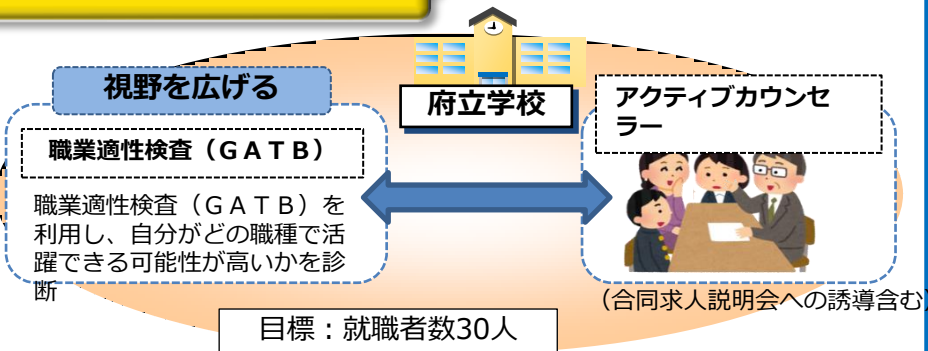 府立学校
視野を広げる
職業適性検査（ＧＡＴＢ）
職業適性検査（ＧＡＴＢ）を
利用し、自分がどの職種で活
躍できる可能性が高いかを診
断
アクティブカウンセ
ラー
（合同求人説明会への誘導含む）
目標：就職者数30人